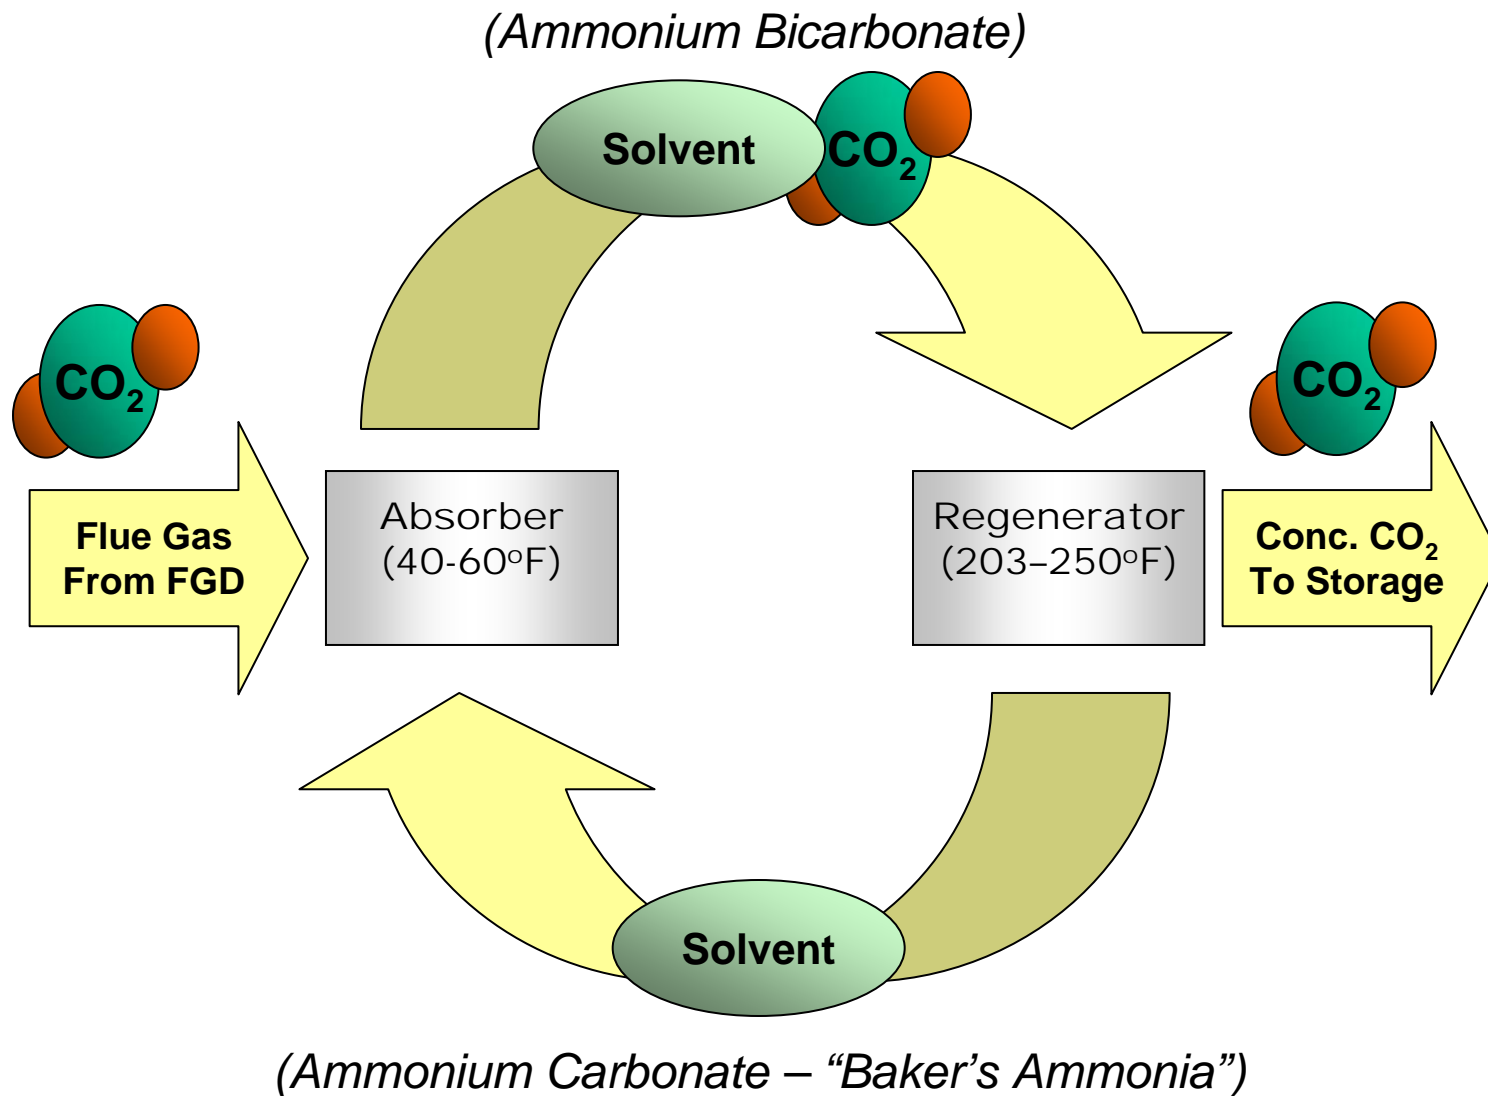 (Ammonium Bicarbonate)
Solvent
CO₂
CO₂
CO₂
Flue Gas
From FGD
Absorber
(40-60ºF)
Regenerator
(203–250ºF)
Conc. CO₂
To Storage
Solvent
(Ammonium Carbonate – “Baker’s Ammonia”)